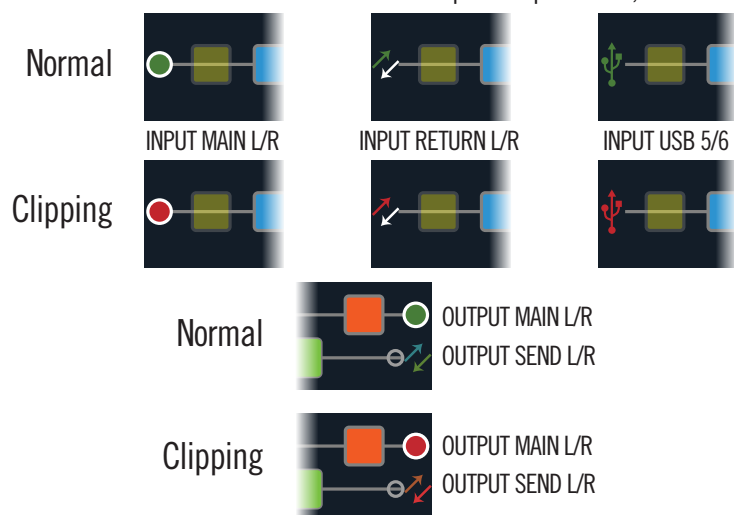 Normal
INPUT MAIN L/R INPUT RETURN L/R INPUT USB 5/6
Clipping
Normal
OUTPUT MAIN L/R
OUTPUT SEND L/R
Clipping
OUTPUT MAIN L/R
OUTPUT SEND L/R